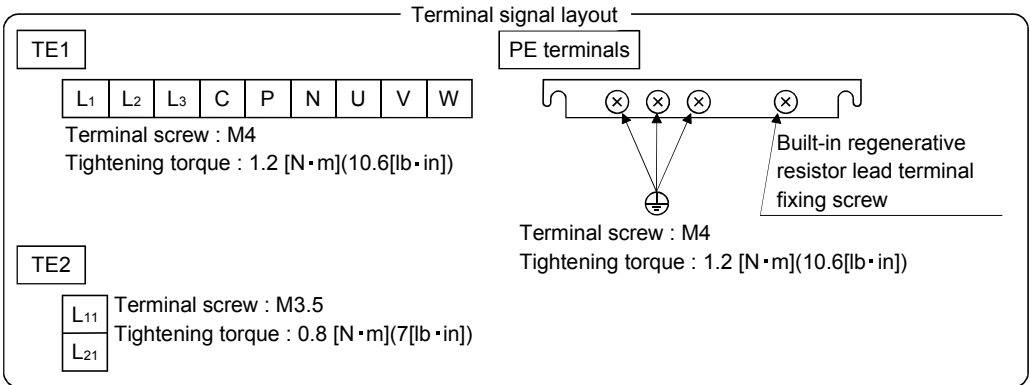 Terminal signal layout
TE1
L1 L2 L3 C P N U V W
Terminal screw : M4
Tightening torque : 1.2 [N▪m](10.6[lb▪in])
PE terminals
Built-in regenerative
resistor lead terminal
fixing screw
Terminal screw : M4
Tightening torque : 1.2 [N▪m](10.6[lb▪in])
TE2
L11
L21
Terminal screw : M3.5
Tightening torque : 0.8 [N▪m](7[lb▪in])